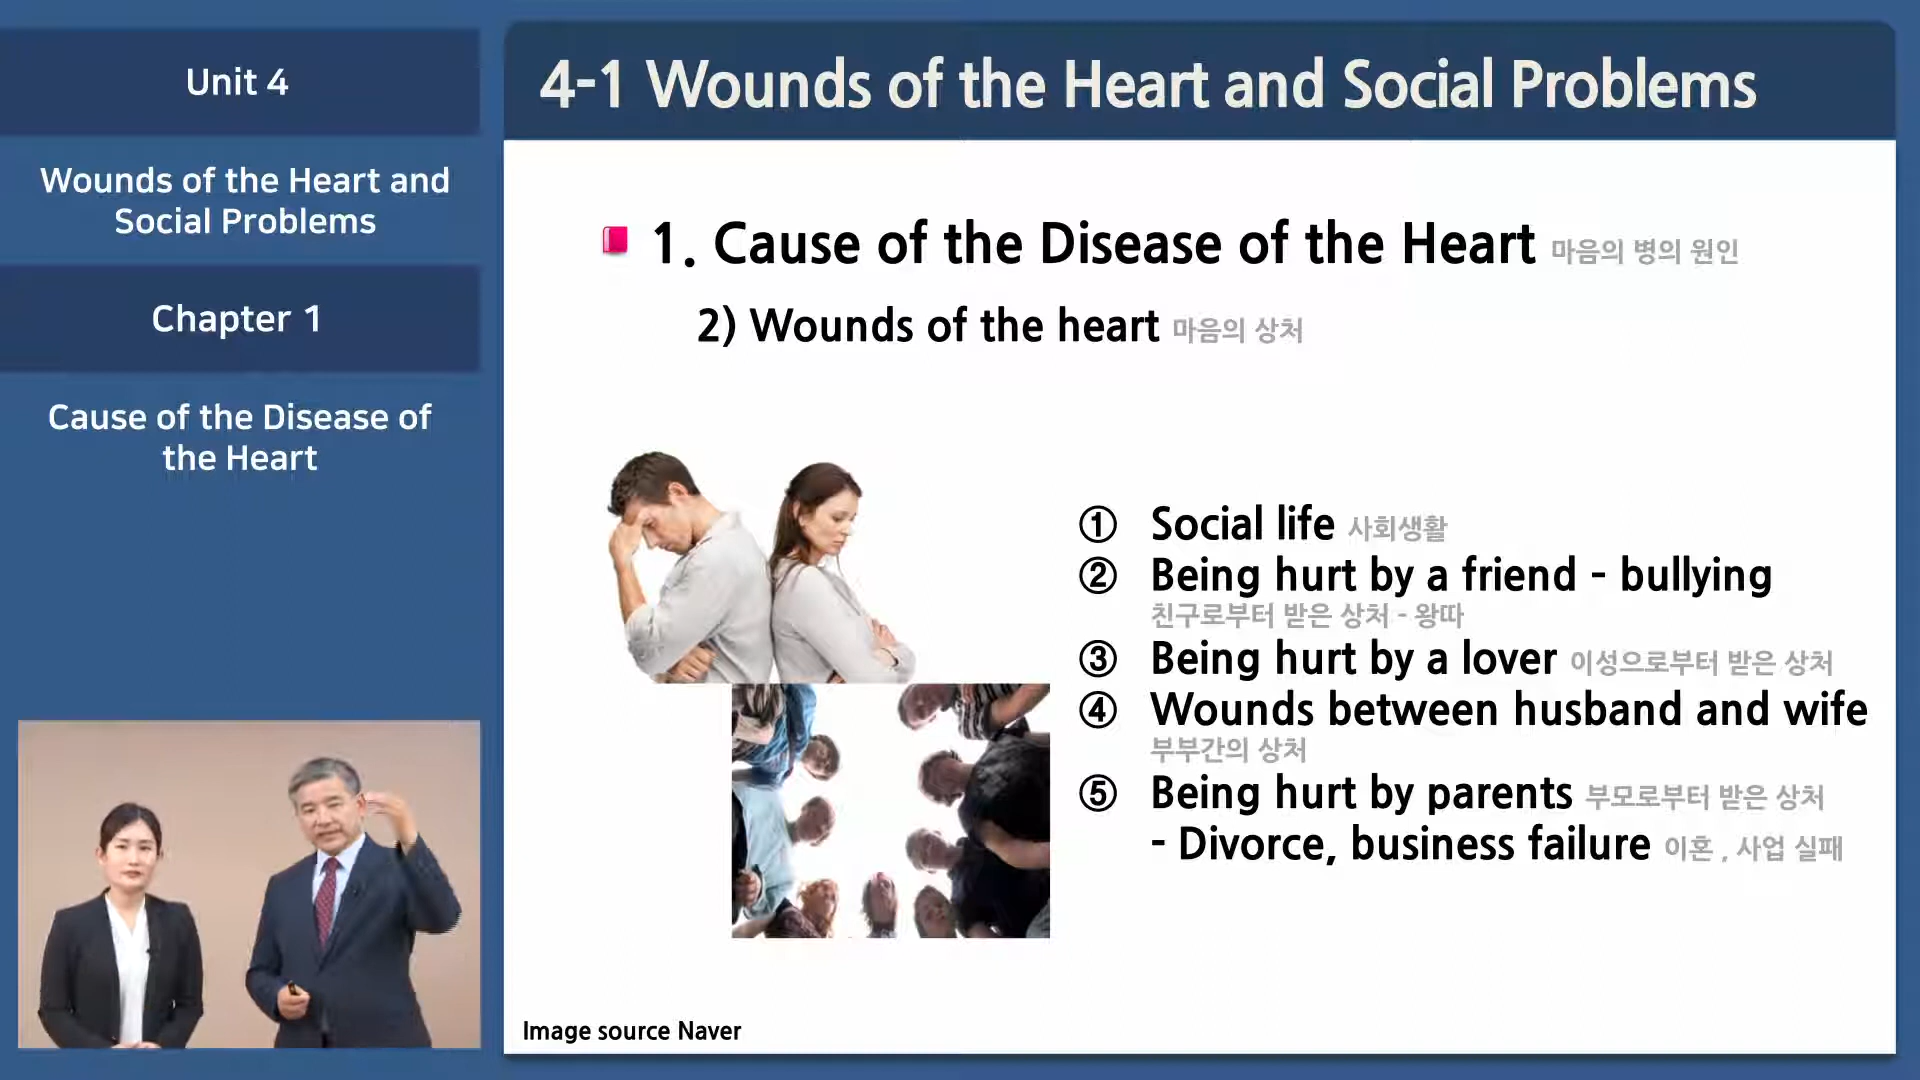 Unit 4
Wounds of the Heart and
Social Problems
Chapter 1
Cause of the Disease of
the Heart
4-1 Wounds of the Heart and Social Problems
1. Cause of the Disease of the Heart 마음의 병의 원인
2) Wounds of the heart 마음의 상처
① Social life 사회생활
② Being hurt by a friend - bullying
친구로부터 받은 상처 - 왕따
③ Being hurt by a lover 이성으로부터 받은 상처
④ Wounds between husband and wife
부부간의 상처
⑤ Being hurt by parents 부모로부터 받은 상처
- Divorce, business failure 이혼 , 사업 실패
Image source Naver